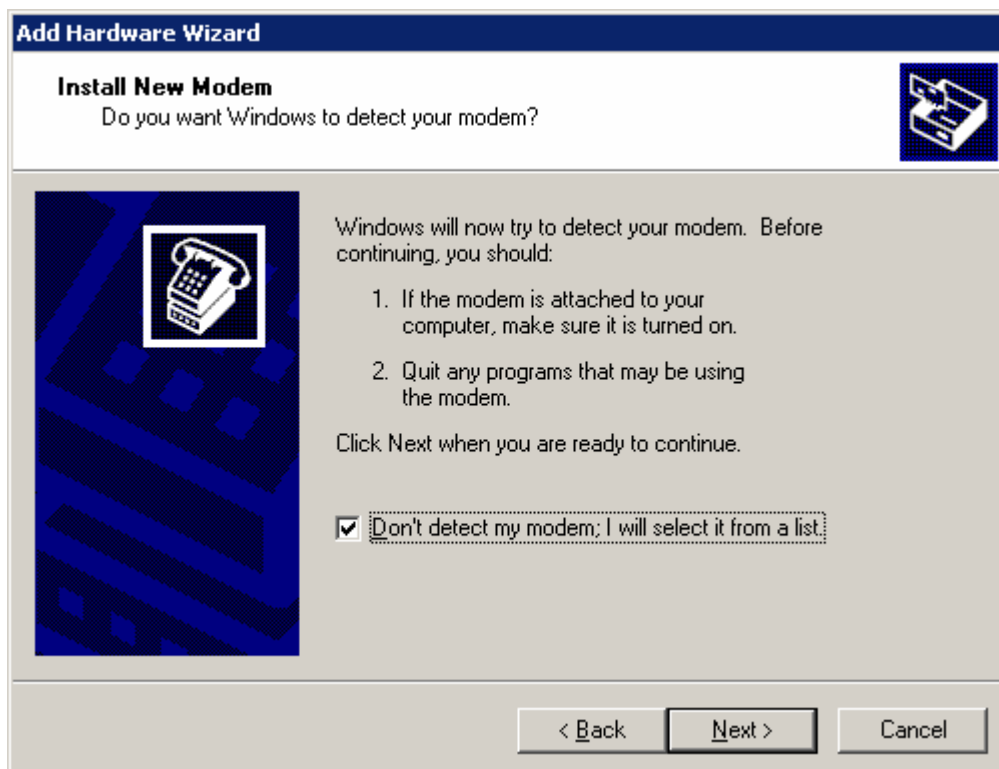 Add Hardware Wizard
Install New Modem
Do you want Windows to detect your modem?
Windows will now try to detect your modem.  Before
continuing, you should:
1. If the modem is attached to your
computer, make sure it is turned on.
2. Quit any programs that may be using
the modem.
Click Next when you are ready to continue.
Don't detect my modem; I will select it from a list.
< Back
Next >
Cancel